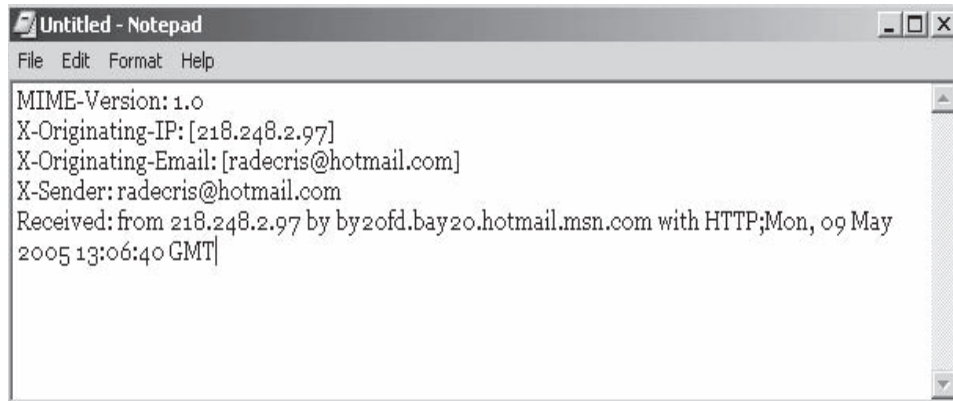 Untitled - Notepad
File Edit Format Help
MIME-Version: 1.0
X-Originating-IP: [218.248.2.97]
X-Originating-Email: [radecris@hotmail.com]
X-Sender: radecris@hotmail.com
Received: from 218.248.2.97 by by20fd.bay20.hotmail.msn.com with HTTP;Mon, 09 May
2005 13:06:40 GMT